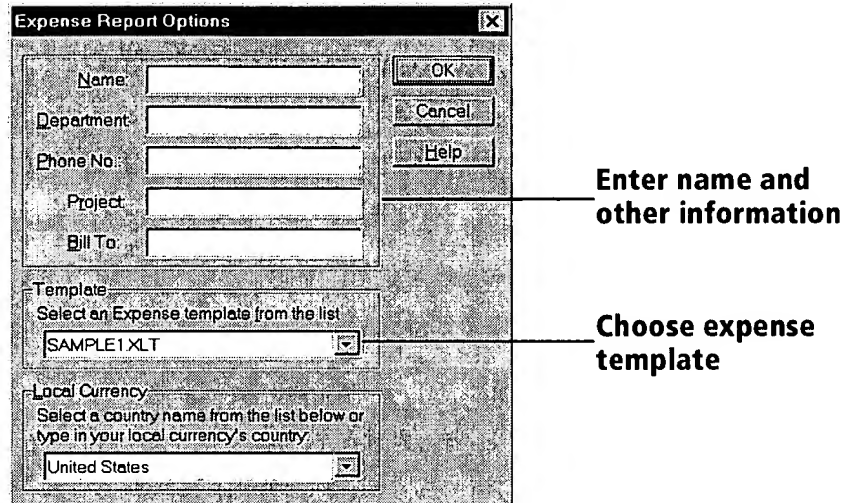 Expense Report Options
Name:
OK
Department:
Cancel
Phone No.:
Help
Project:
Bill To:
Enter name and
other information
Template
Select an Expense template from the list
SAMPLE1.XLT
Choose expense
template
Local Currency
Select a country name from the list below or
type in your local currency's country:
United States